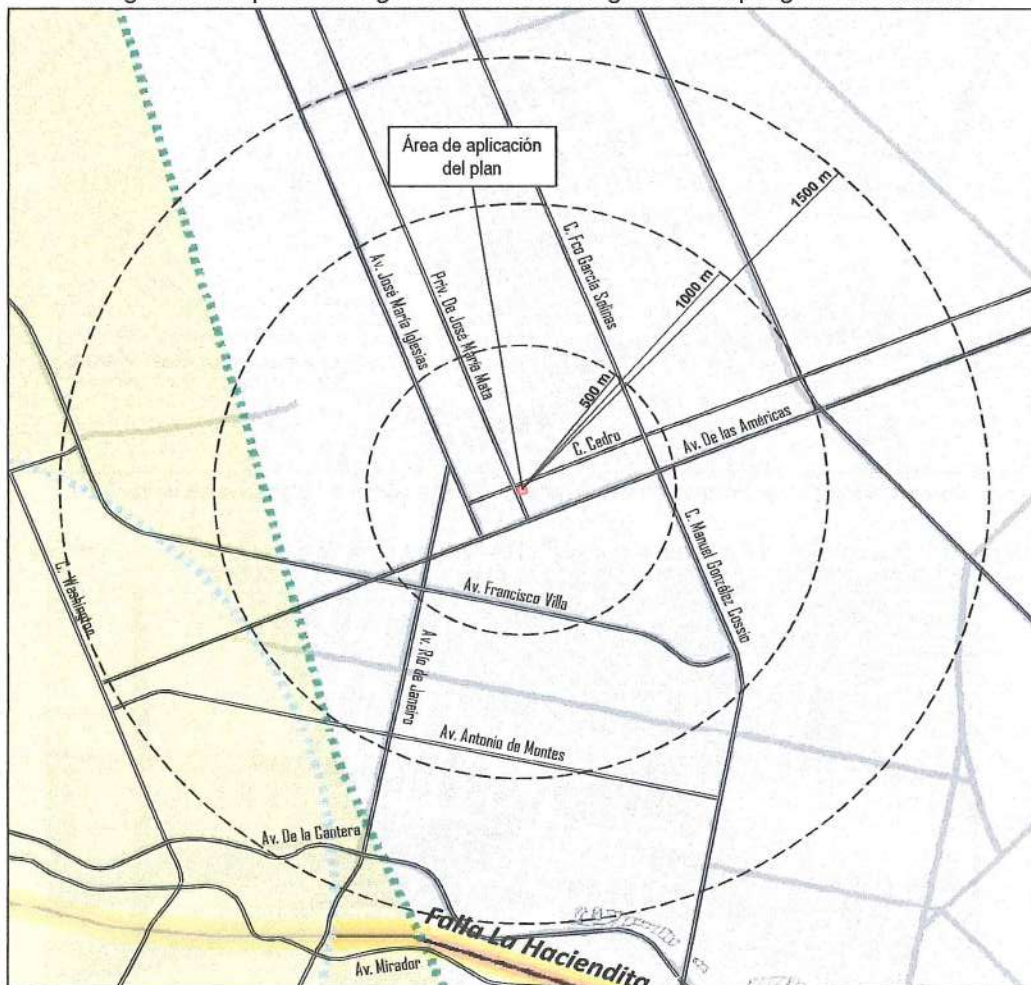 Área de aplicación
del plan
1500 m
1000 m
500 m
C. Fco García Salinas
Av. José María Iglesias
Priv. De Jose María Mata
C. Cedro
Av. De las Américas
C. Manuel González Cossio
C. Washington
Av. Francisco Villa
Av. Río de Janeiro
Av. Antonio de Montes
Av. De la Cantera
Falla La Haciendita
Av. Mirador